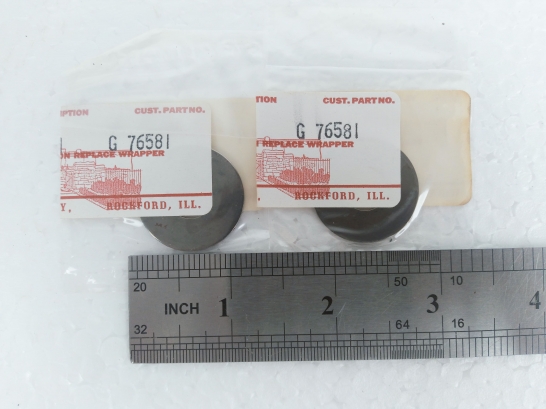 PTION CUST. PART NO.
G 76581
N REPLACE WRAPPER
Y. ROCKFORD, ILL.
TION CUST. PART NO.
G 76581
REPLACE WRAPPER
ROCKFORD, ILL.
20 50 10
INCH 1 2 3 4
32 64 16